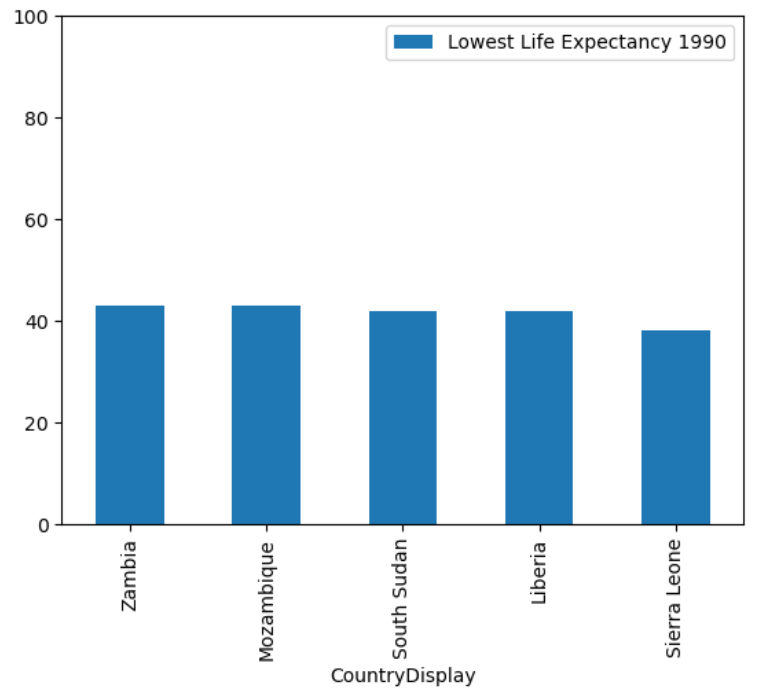 Lowest Life Expectancy 1990
100
80
60
40
20
0
Zambia
Mozambique
South Sudan
Liberia
Sierra Leone
CountryDisplay